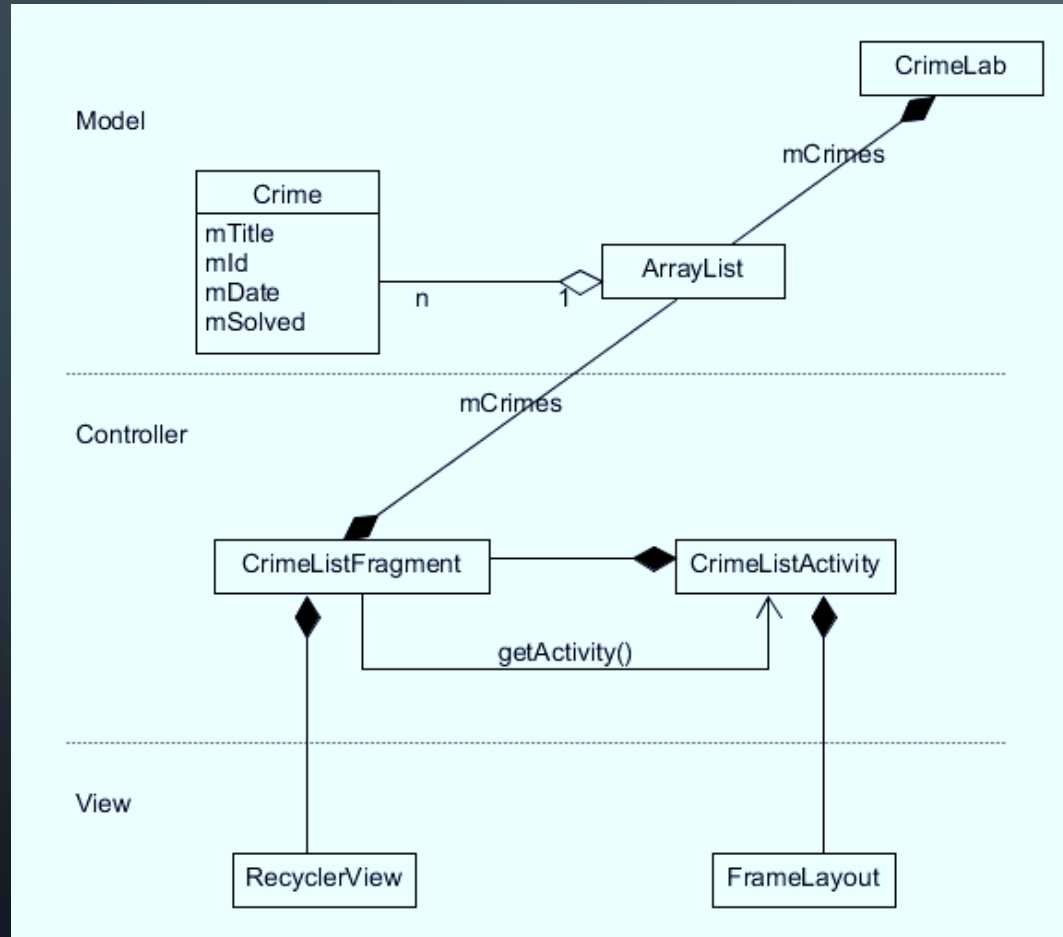 CrimeLab
Model
mCrimes
Crime
mTitle
mId
mDate
mSolved
ArrayList
n
1
mCrimes
Controller
CrimeListFragment
CrimeListActivity
getActivity()
View
RecyclerView
FrameLayout